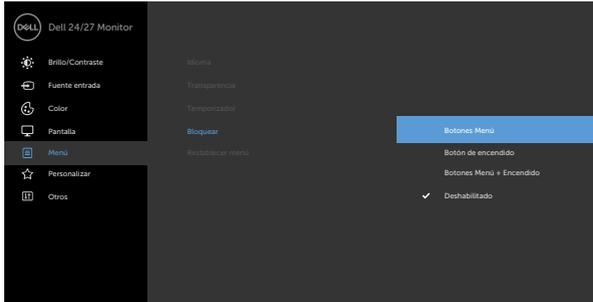 DELL
Dell 24/27 Monitor
Brillo/Contraste
Idioma
Fuente entrada
Transparencia
Color
Temporizador
Pantalla
Bloquear
Botones Menú
Menú
Restablecer menú
Botón de encendido
Personalizar
Botones Menú + Encendido
Otros
Deshabilitado